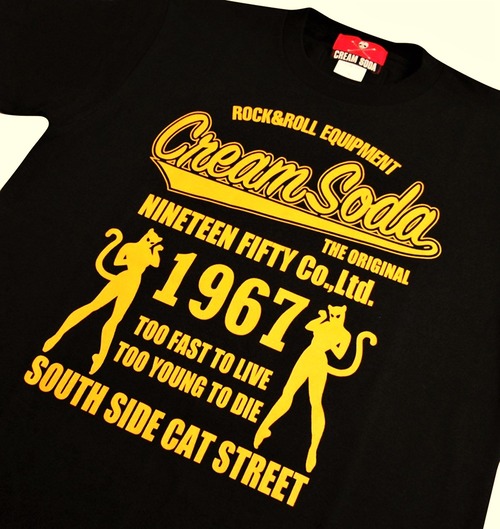 CREAM SODA
ROCK&ROLL EQUIPMENT
Cream Soda
THE ORIGINAL
NINETEEN FIFTY Co.,Ltd.
1967
TOO FAST TO LIVE
TOO YOUNG TO DIE
SOUTH SIDE CAT STREET